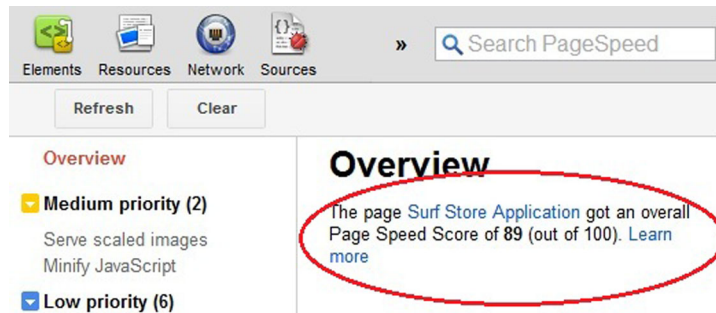 Elements Resources Network Sources » Search PageSpeed
Refresh Clear
Overview
Medium priority (2)
Serve scaled images
Minify JavaScript
Low priority (6)
Overview
The page Surf Store Application got an overall
Page Speed Score of 89 (out of 100). Learn
more